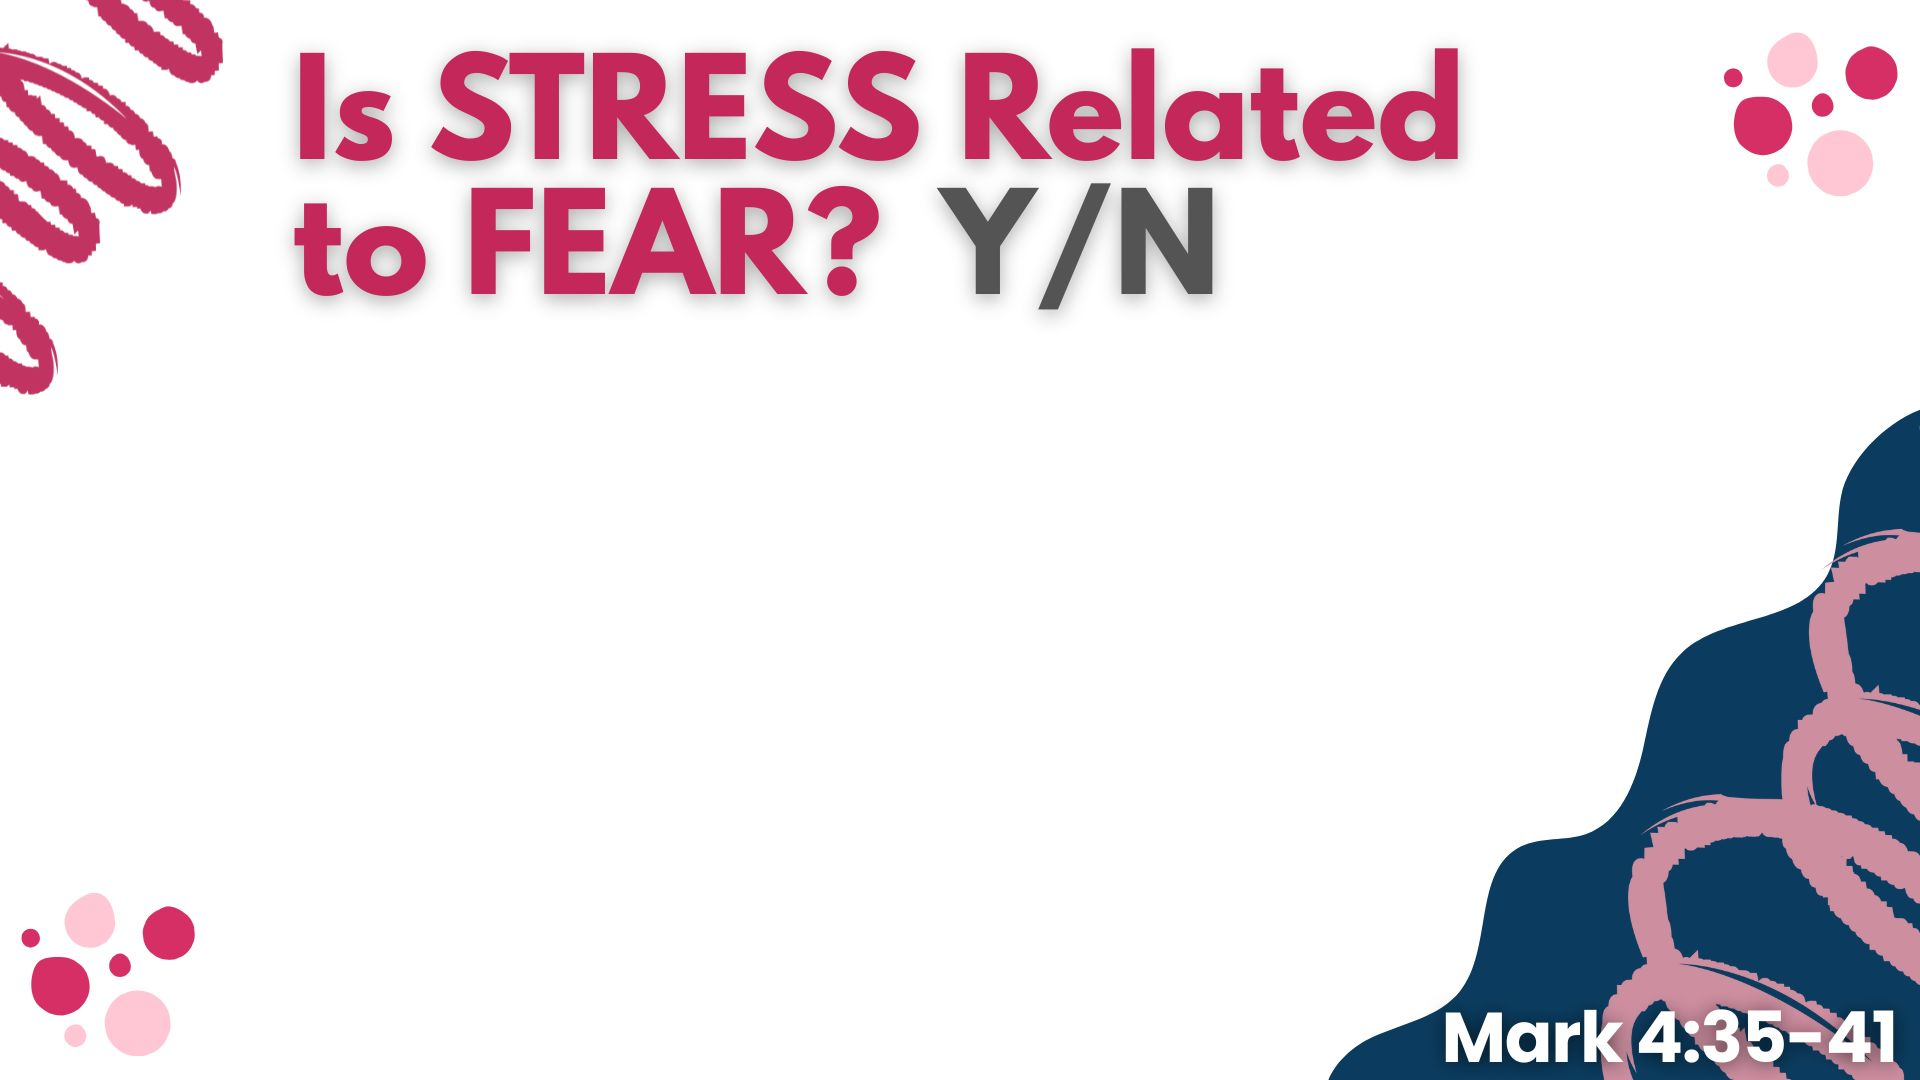 Is STRESS Related
to FEAR? Y/N
Mark 4:35-41